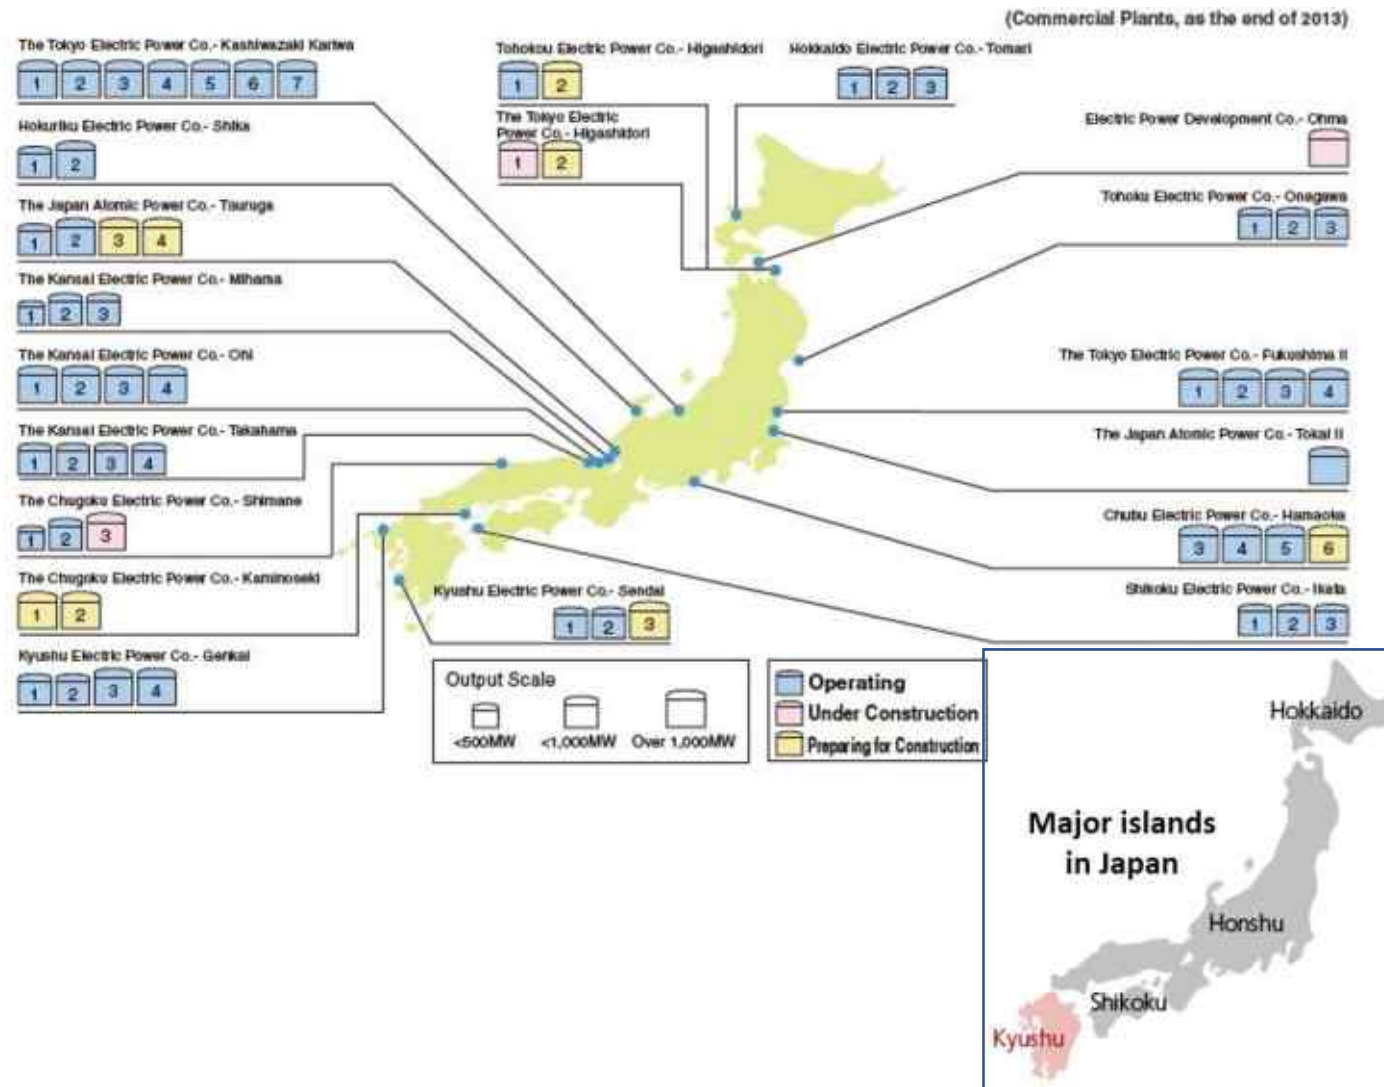 (Commercial Plants, as the end of 2013)
The Tokyo Electric Power Co.- Kashiwazaki Kariwa
1 2 3 4 5 6 7
Hokuriku Electric Power Co.- Shika
1 2
The Japan Atomic Power Co.- Tsuruga
1 2 3 4
The Kansai Electric Power Co.- Mihama
1 2 3
The Kansai Electric Power Co.- Ohi
1 2 3 4
The Kansai Electric Power Co.- Takahama
1 2 3 4
The Chugoku Electric Power Co.- Shimane
1 2 3
The Chugoku Electric Power Co.- Kaminoseki
1 2
Kyushu Electric Power Co.- Genkai
1 2 3 4
Tohokou Electric Power Co.- Higashidori
1 2
The Tokyo Electric
Power Co.- Higashidori
1 2
Hokkaido Electric Power Co.- Tomari
1 2 3
Electric Power Development Co.- Ohma
Tohoku Electric Power Co.- Onagawa
1 2 3
The Tokyo Electric Power Co.- Fukushima II
1 2 3 4
The Japan Atomic Power Co.- Tokai II
Chubu Electric Power Co.- Hamaoka
3 4 5 6
Shikoku Electric Power Co.- Ikata
1 2 3
Kyushu Electric Power Co.- Sendai
1 2 3
Output Scale
<500MW <1,000MW Over 1,000MW
Operating
Under Construction
Preparing for Construction
Hokkaido
Major islands
in Japan
Honshu
Shikoku
Kyushu